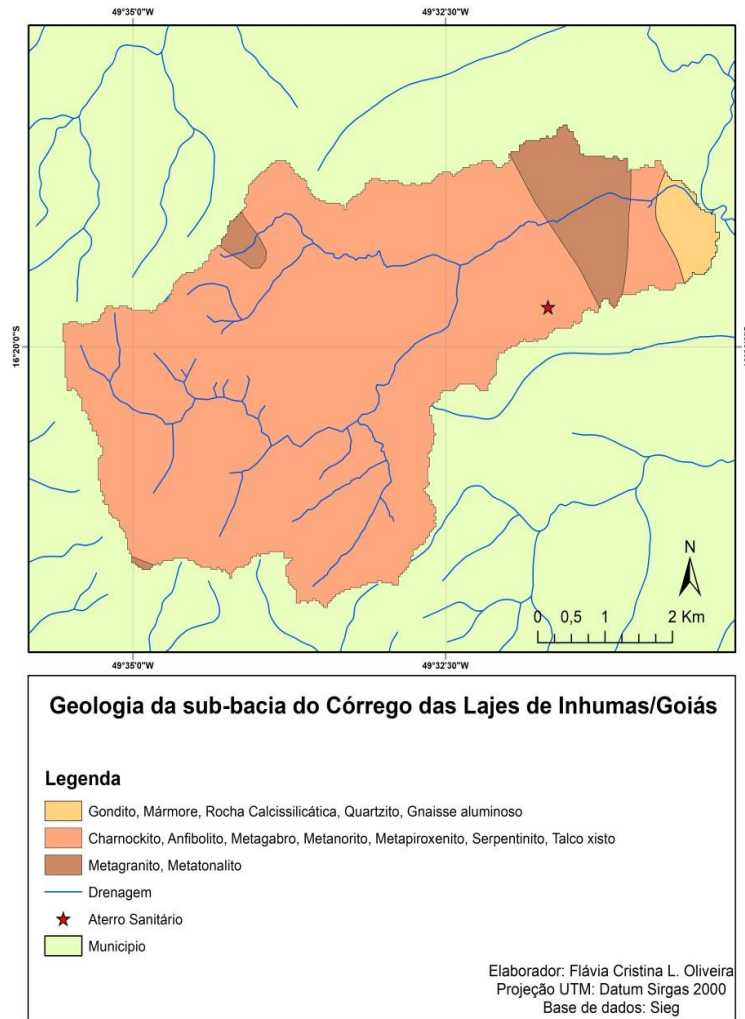 49°35'0"W
49°32'30"W
16°20'0"S
N
0 0,5 1 2 Km
49°35'0"W
49°32'30"W
Geologia da sub-bacia do Córrego das Lajes de Inhumas/Goiás
Legenda
Gondito, Mármore, Rocha Calcissilicática, Quartzito, Gnaisse aluminoso
Charnockito, Anfibolito, Metagabro, Metanorito, Metapiroxenito, Serpentinito, Talco xisto
Metagranito, Metatonalito
Drenagem
Aterro Sanitário
Municipio
Elaborador: Flávia Cristina L. Oliveira
Projeção UTM: Datum Sirgas 2000
Base de dados: Sieg